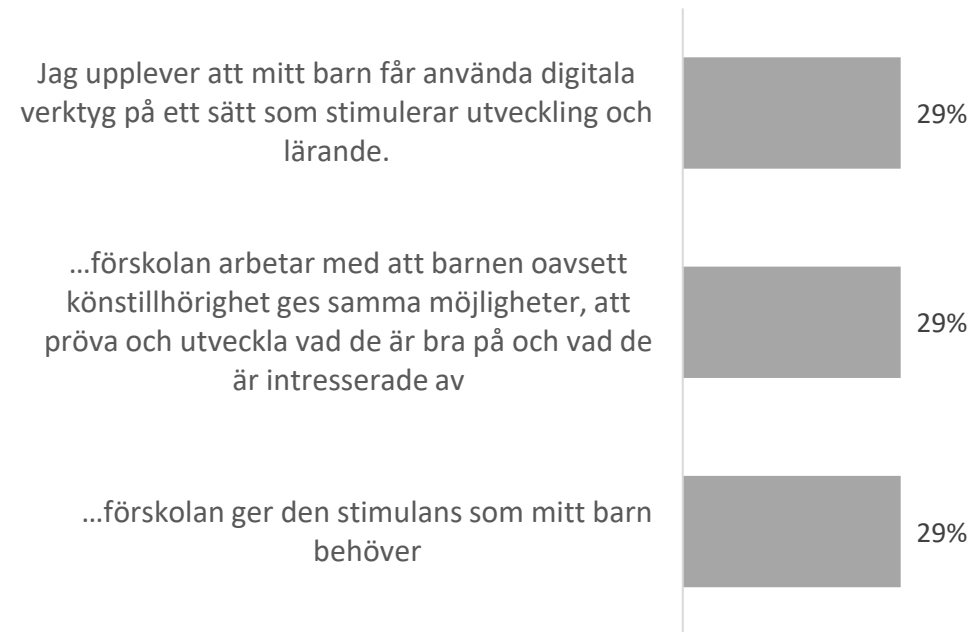 Jag upplever att mitt barn får använda digitala
verktyg på ett sätt som stimulerar utveckling och
lärande.
29%
…förskolan arbetar med att barnen oavsett
könstillhörighet ges samma möjligheter, att
pröva och utveckla vad de är bra på och vad de
är intresserade av
29%
…förskolan ger den stimulans som mitt barn
behöver
29%